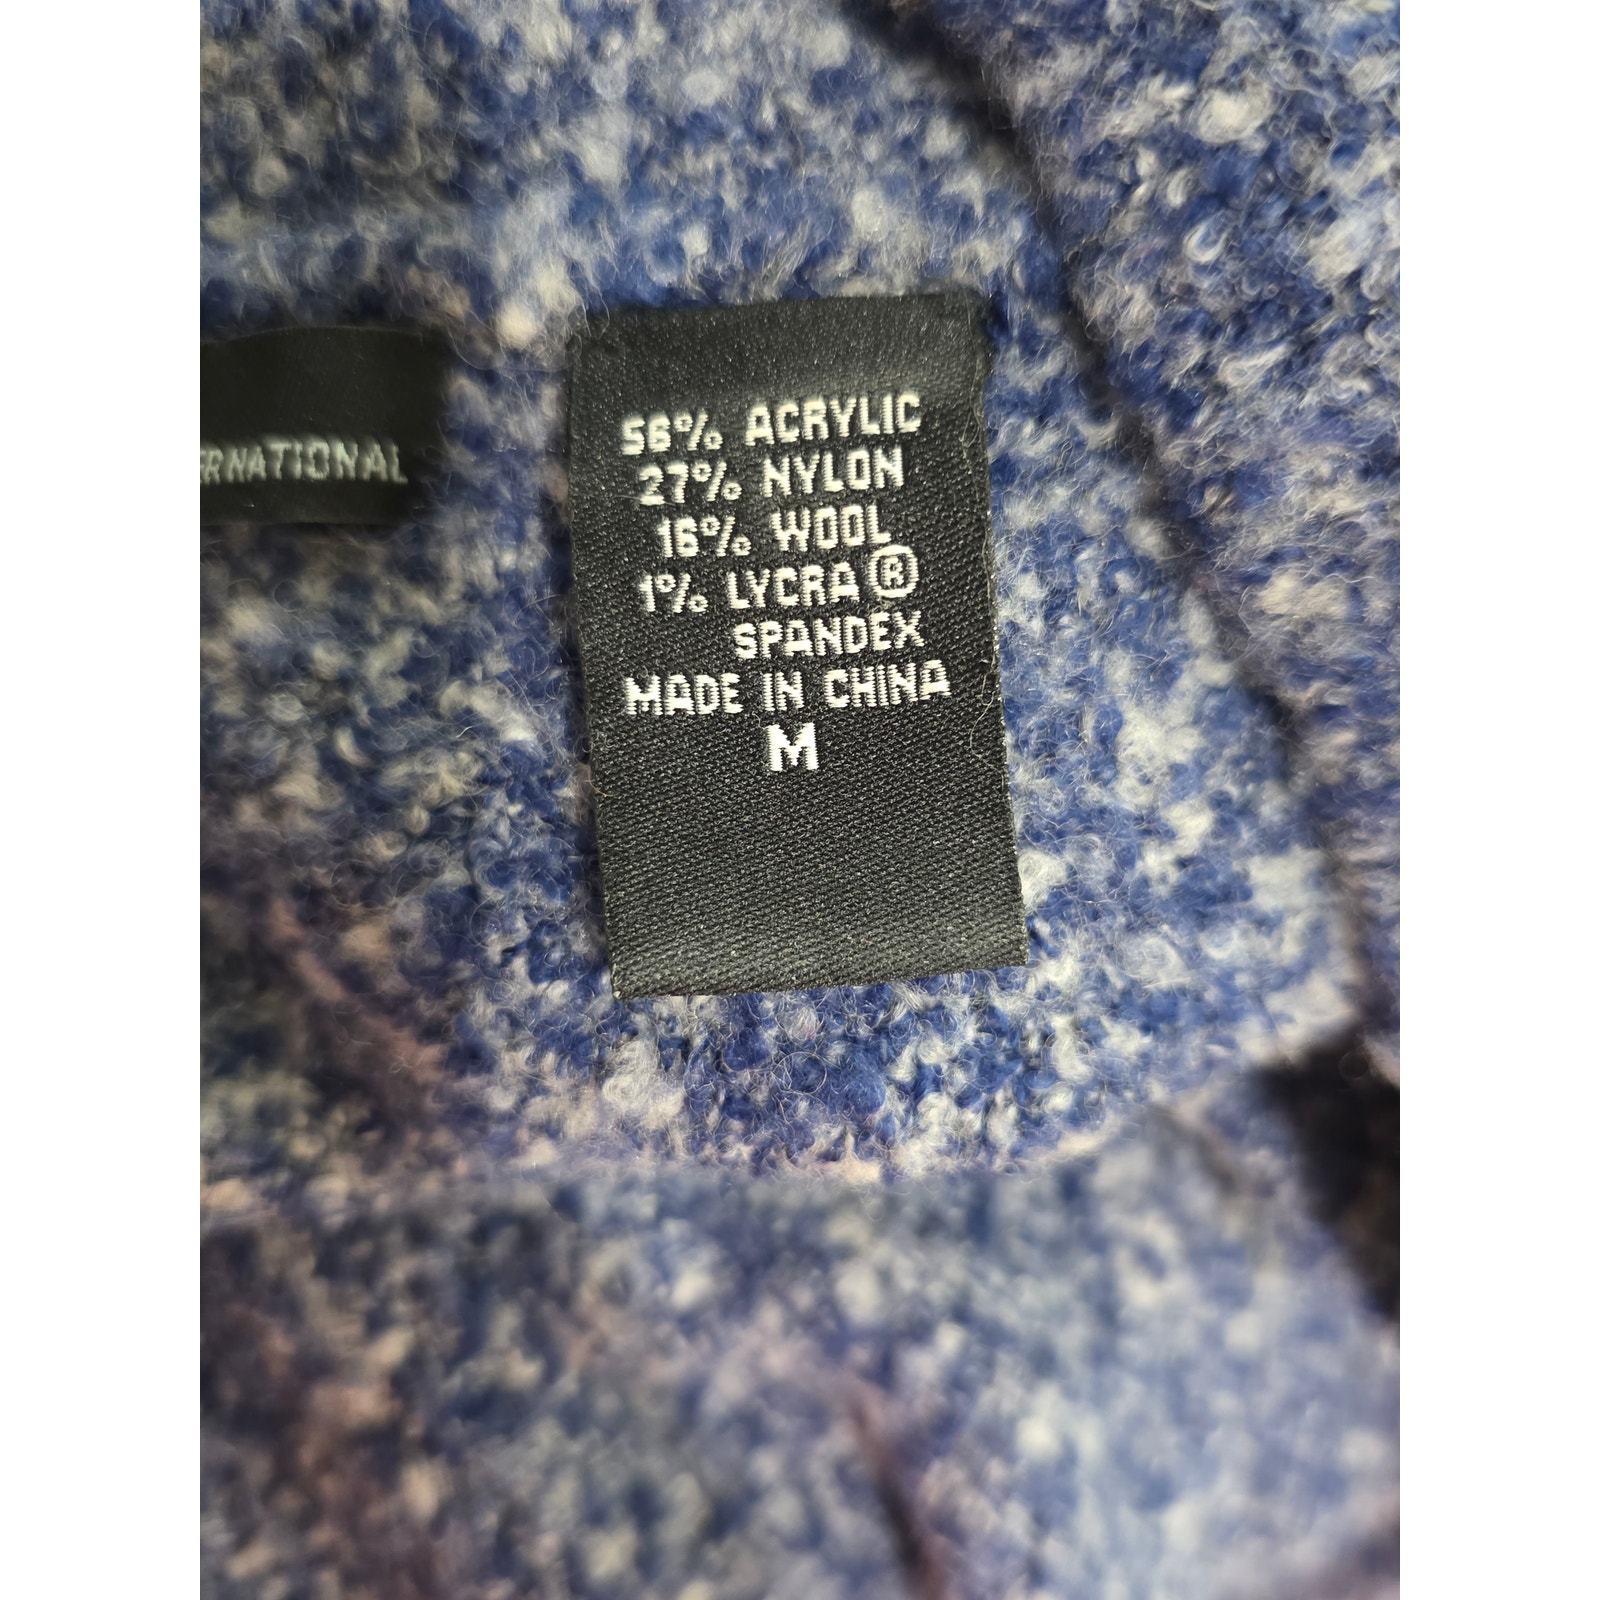 ERNATIONAL
56% ACRYLIC
27% NYLON
16% WOOL
1% LYCRA®
SPANDEX
MADE IN CHINA
M